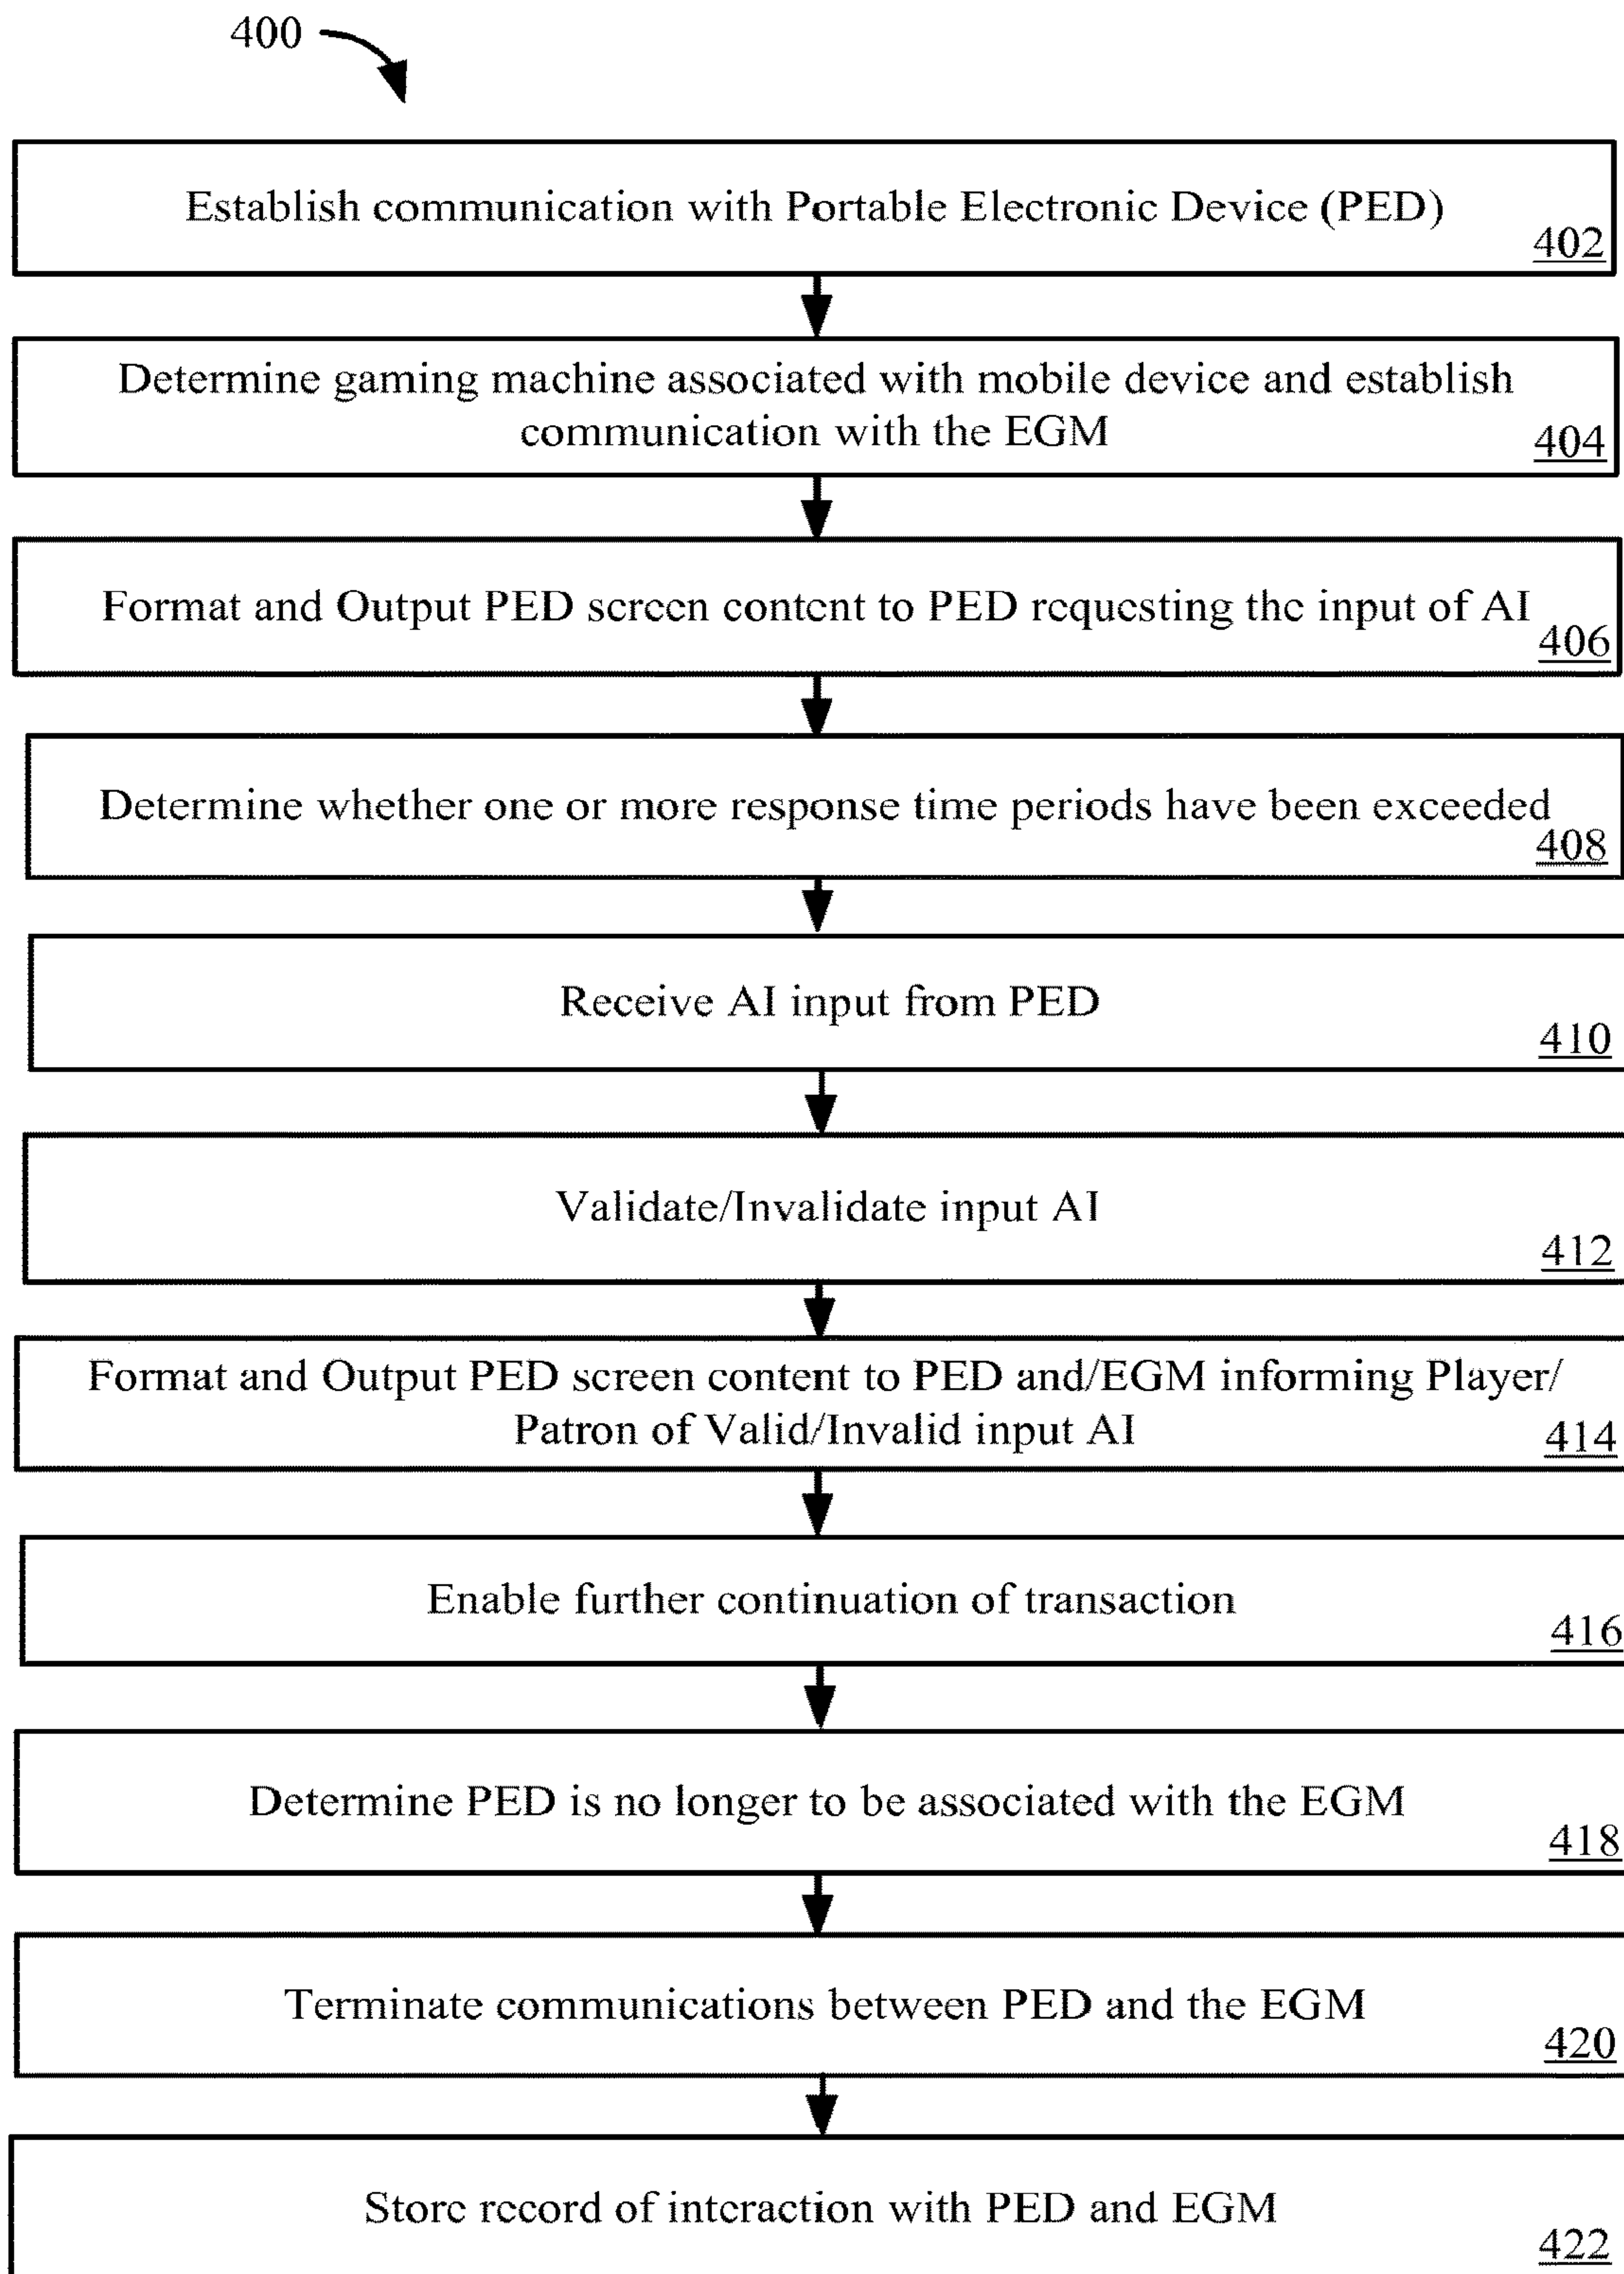 400
Establish communication with Portable Electronic Device (PED)
402
Determine gaming machine associated with mobile device and establish
communication with the EGM
404
Format and Output PED screen content to PED requesting the input of AI
406
Determine whether one or more response time periods have been exceeded
408
Receive AI input from PED
410
Validate/Invalidate input AI
412
Format and Output PED screen content to PED and/EGM informing Player/
Patron of Valid/Invalid input AI
414
Enable further continuation of transaction
416
Determine PED is no longer to be associated with the EGM
418
Terminate communications between PED and the EGM
420
Store record of interaction with PED and EGM
422